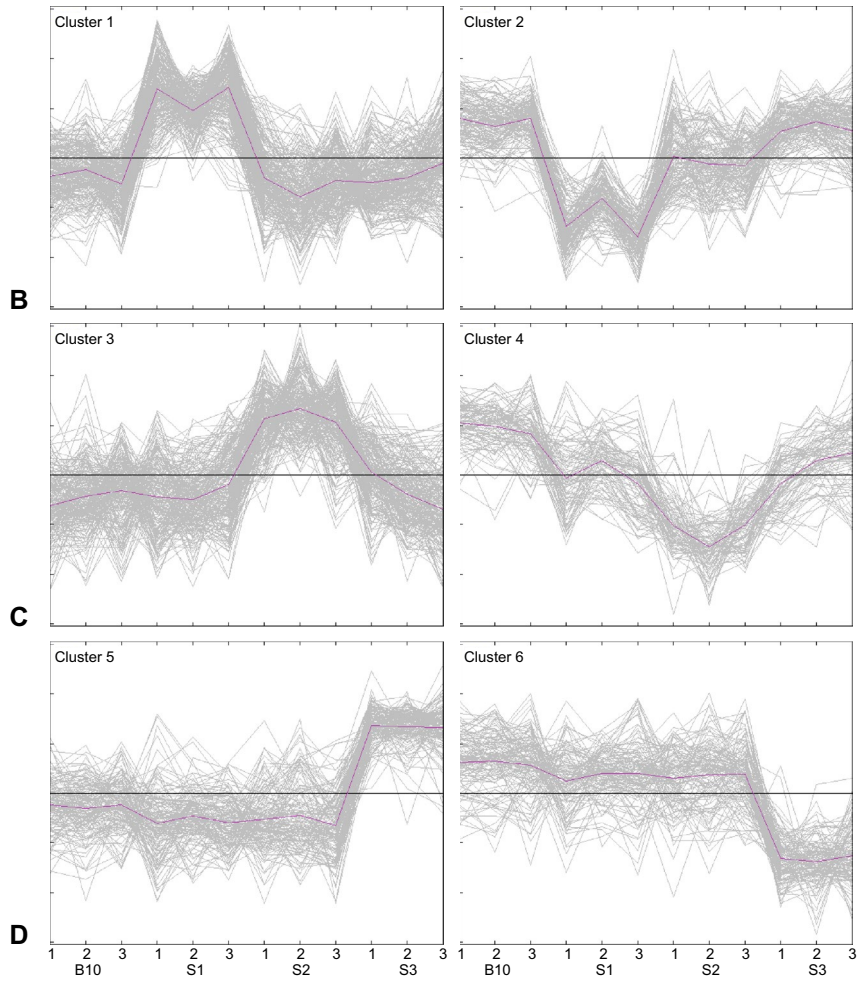 Cluster 1
Cluster 2
B
Cluster 3
Cluster 4
C
Cluster 5
Cluster 6
D
1 2 3 1 2 3 1 2 3 1 2 3 1 2 3 1 2 3 1 2 3 1 2 3
B10 S1 S2 S3 B10 S1 S2 S3